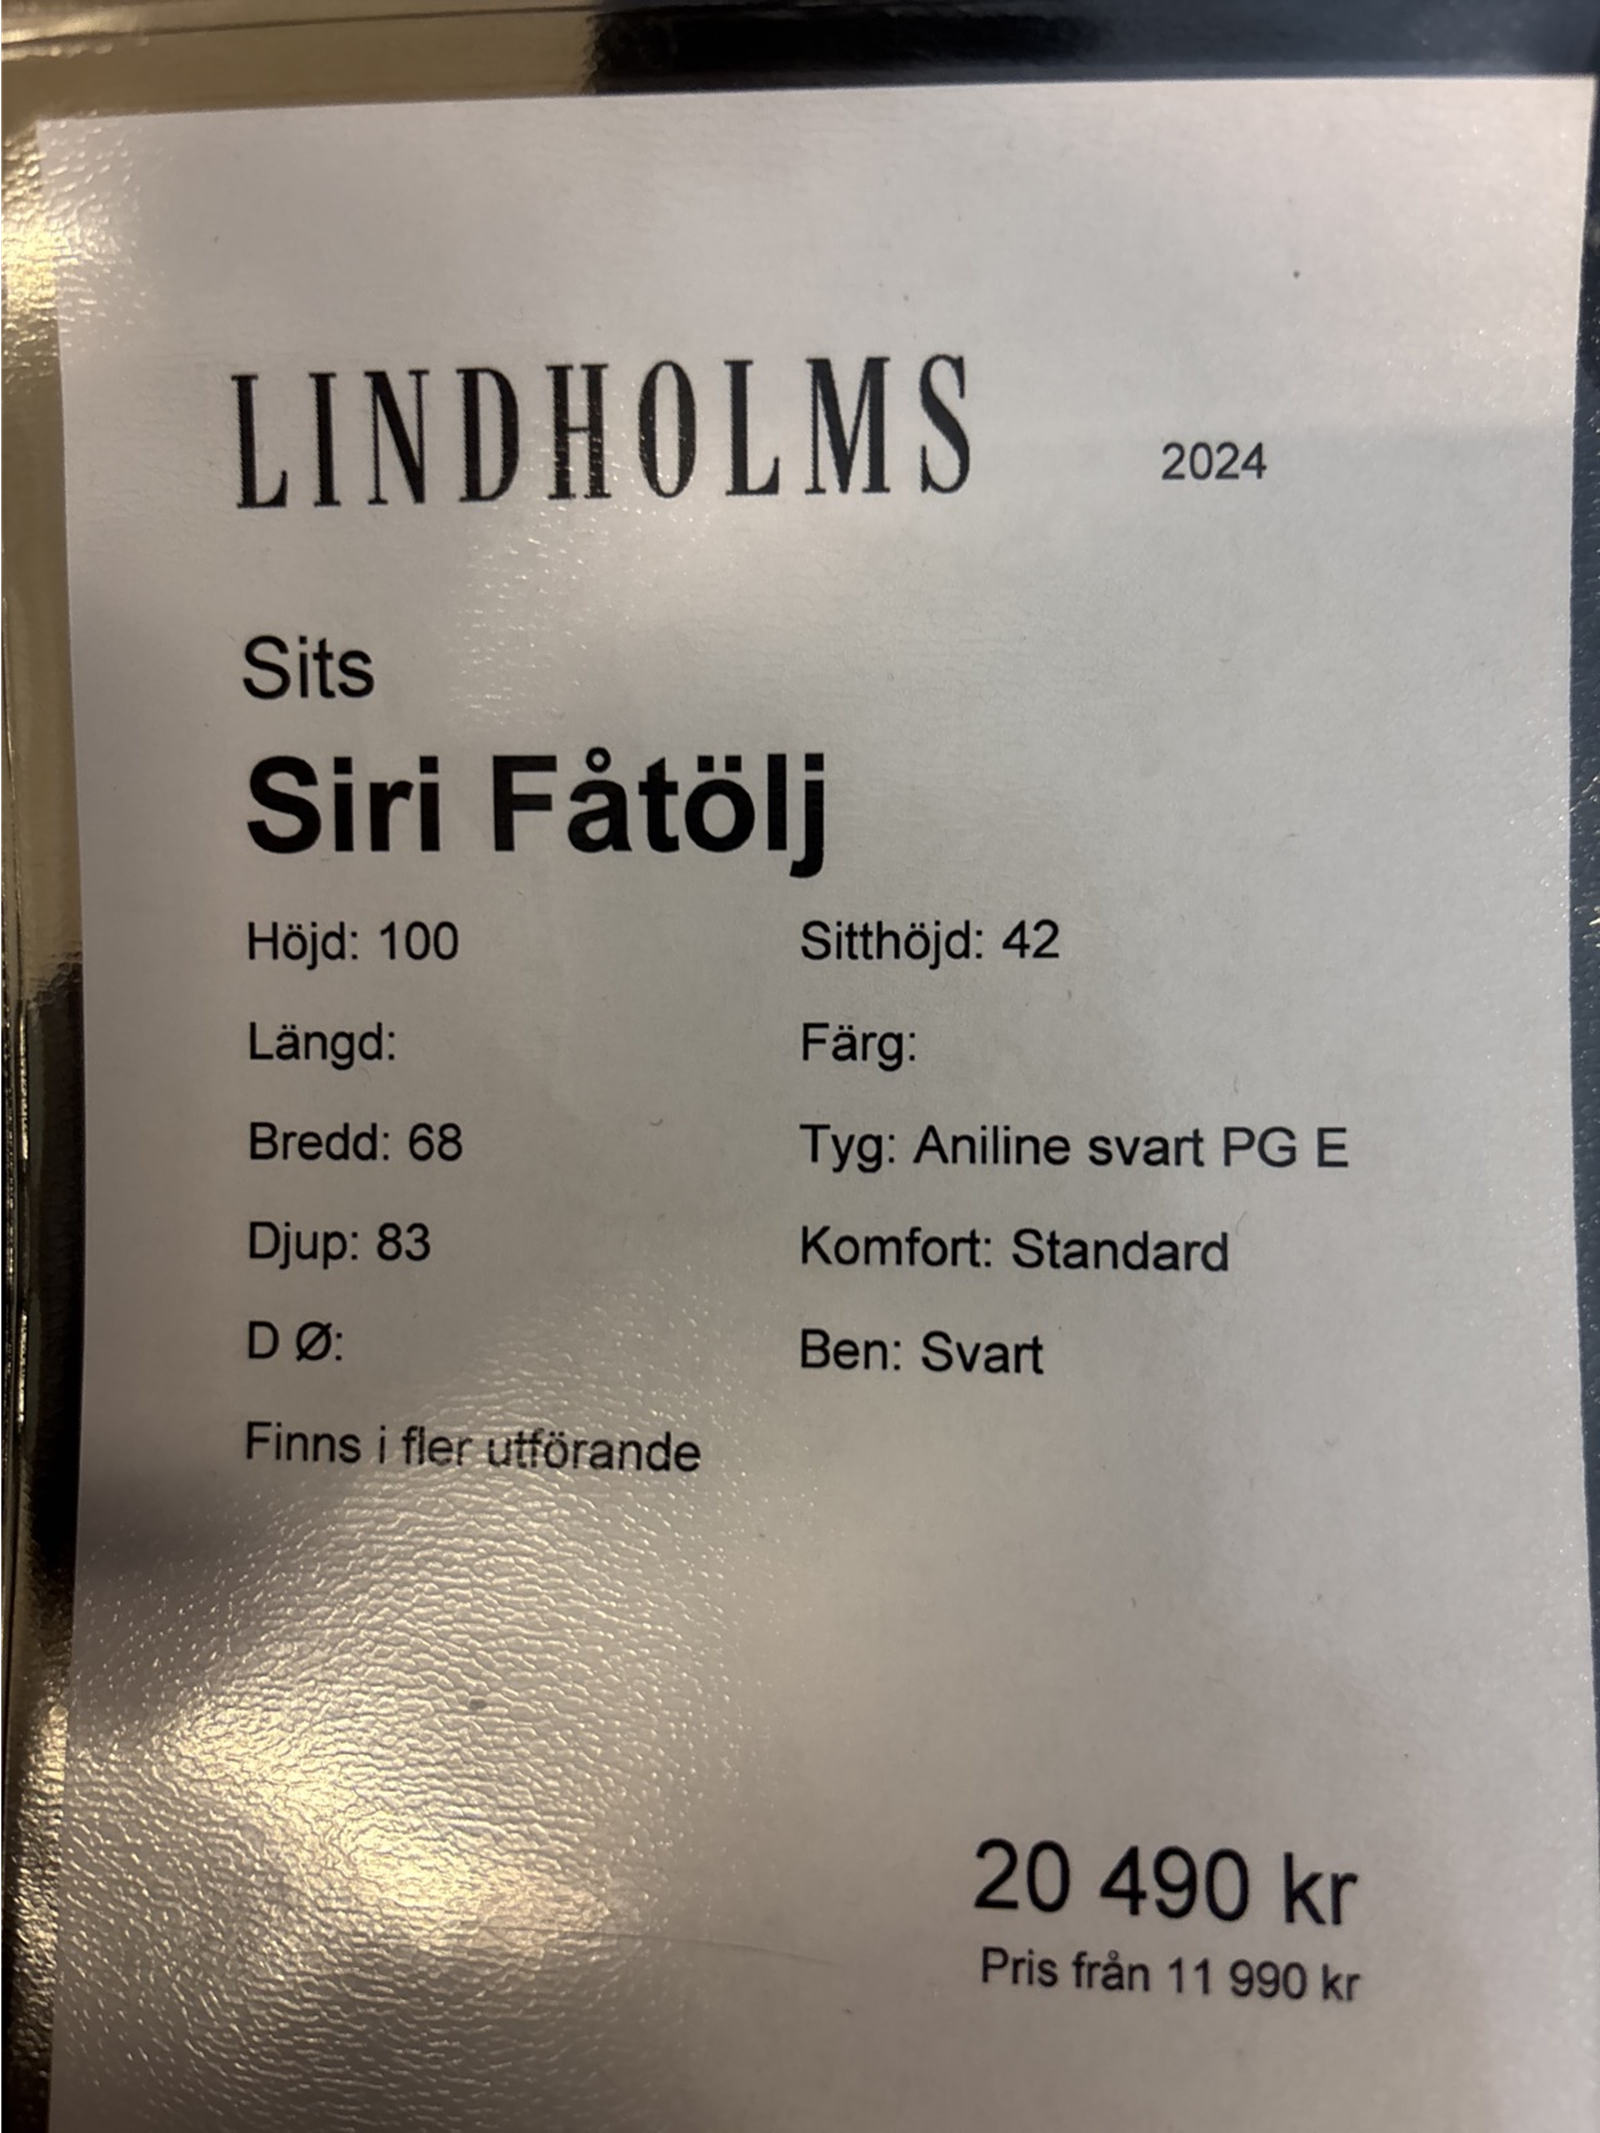 LINDHOLMS 2024
Sits
Siri Fåtölj
Höjd: 100 Sitthöjd: 42
Längd: Färg:
Bredd: 68 Tyg: Aniline svart PG E
Djup: 83 Komfort: Standard
D Ø: Ben: Svart
Finns i fler utförande
20 490 kr
Pris från 11 990 kr